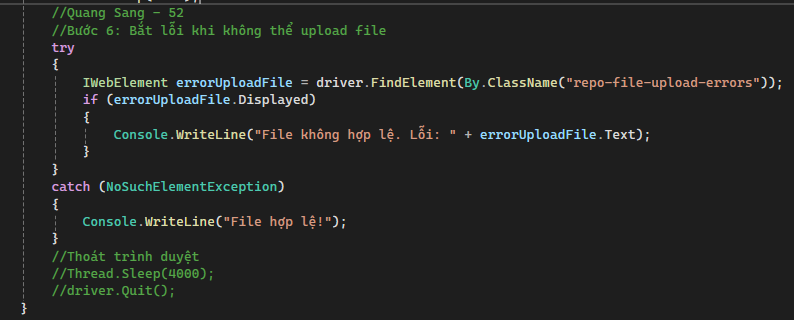 //Quang Sang - 52
//Bước 6: Bắt lỗi khi không thể upload file
try
{
IWebElement errorUploadFile = driver.FindElement(By.ClassName("repo-file-upload-errors"));
if (errorUploadFile.Displayed)
{
Console.WriteLine("File không hợp lệ. Lỗi: " + errorUploadFile.Text);
}
}
catch (NoSuchElementException)
{
Console.WriteLine("File hợp lệ!");
}
//Thoát trình duyệt
//Thread.Sleep(4000);
//driver.Quit();
}